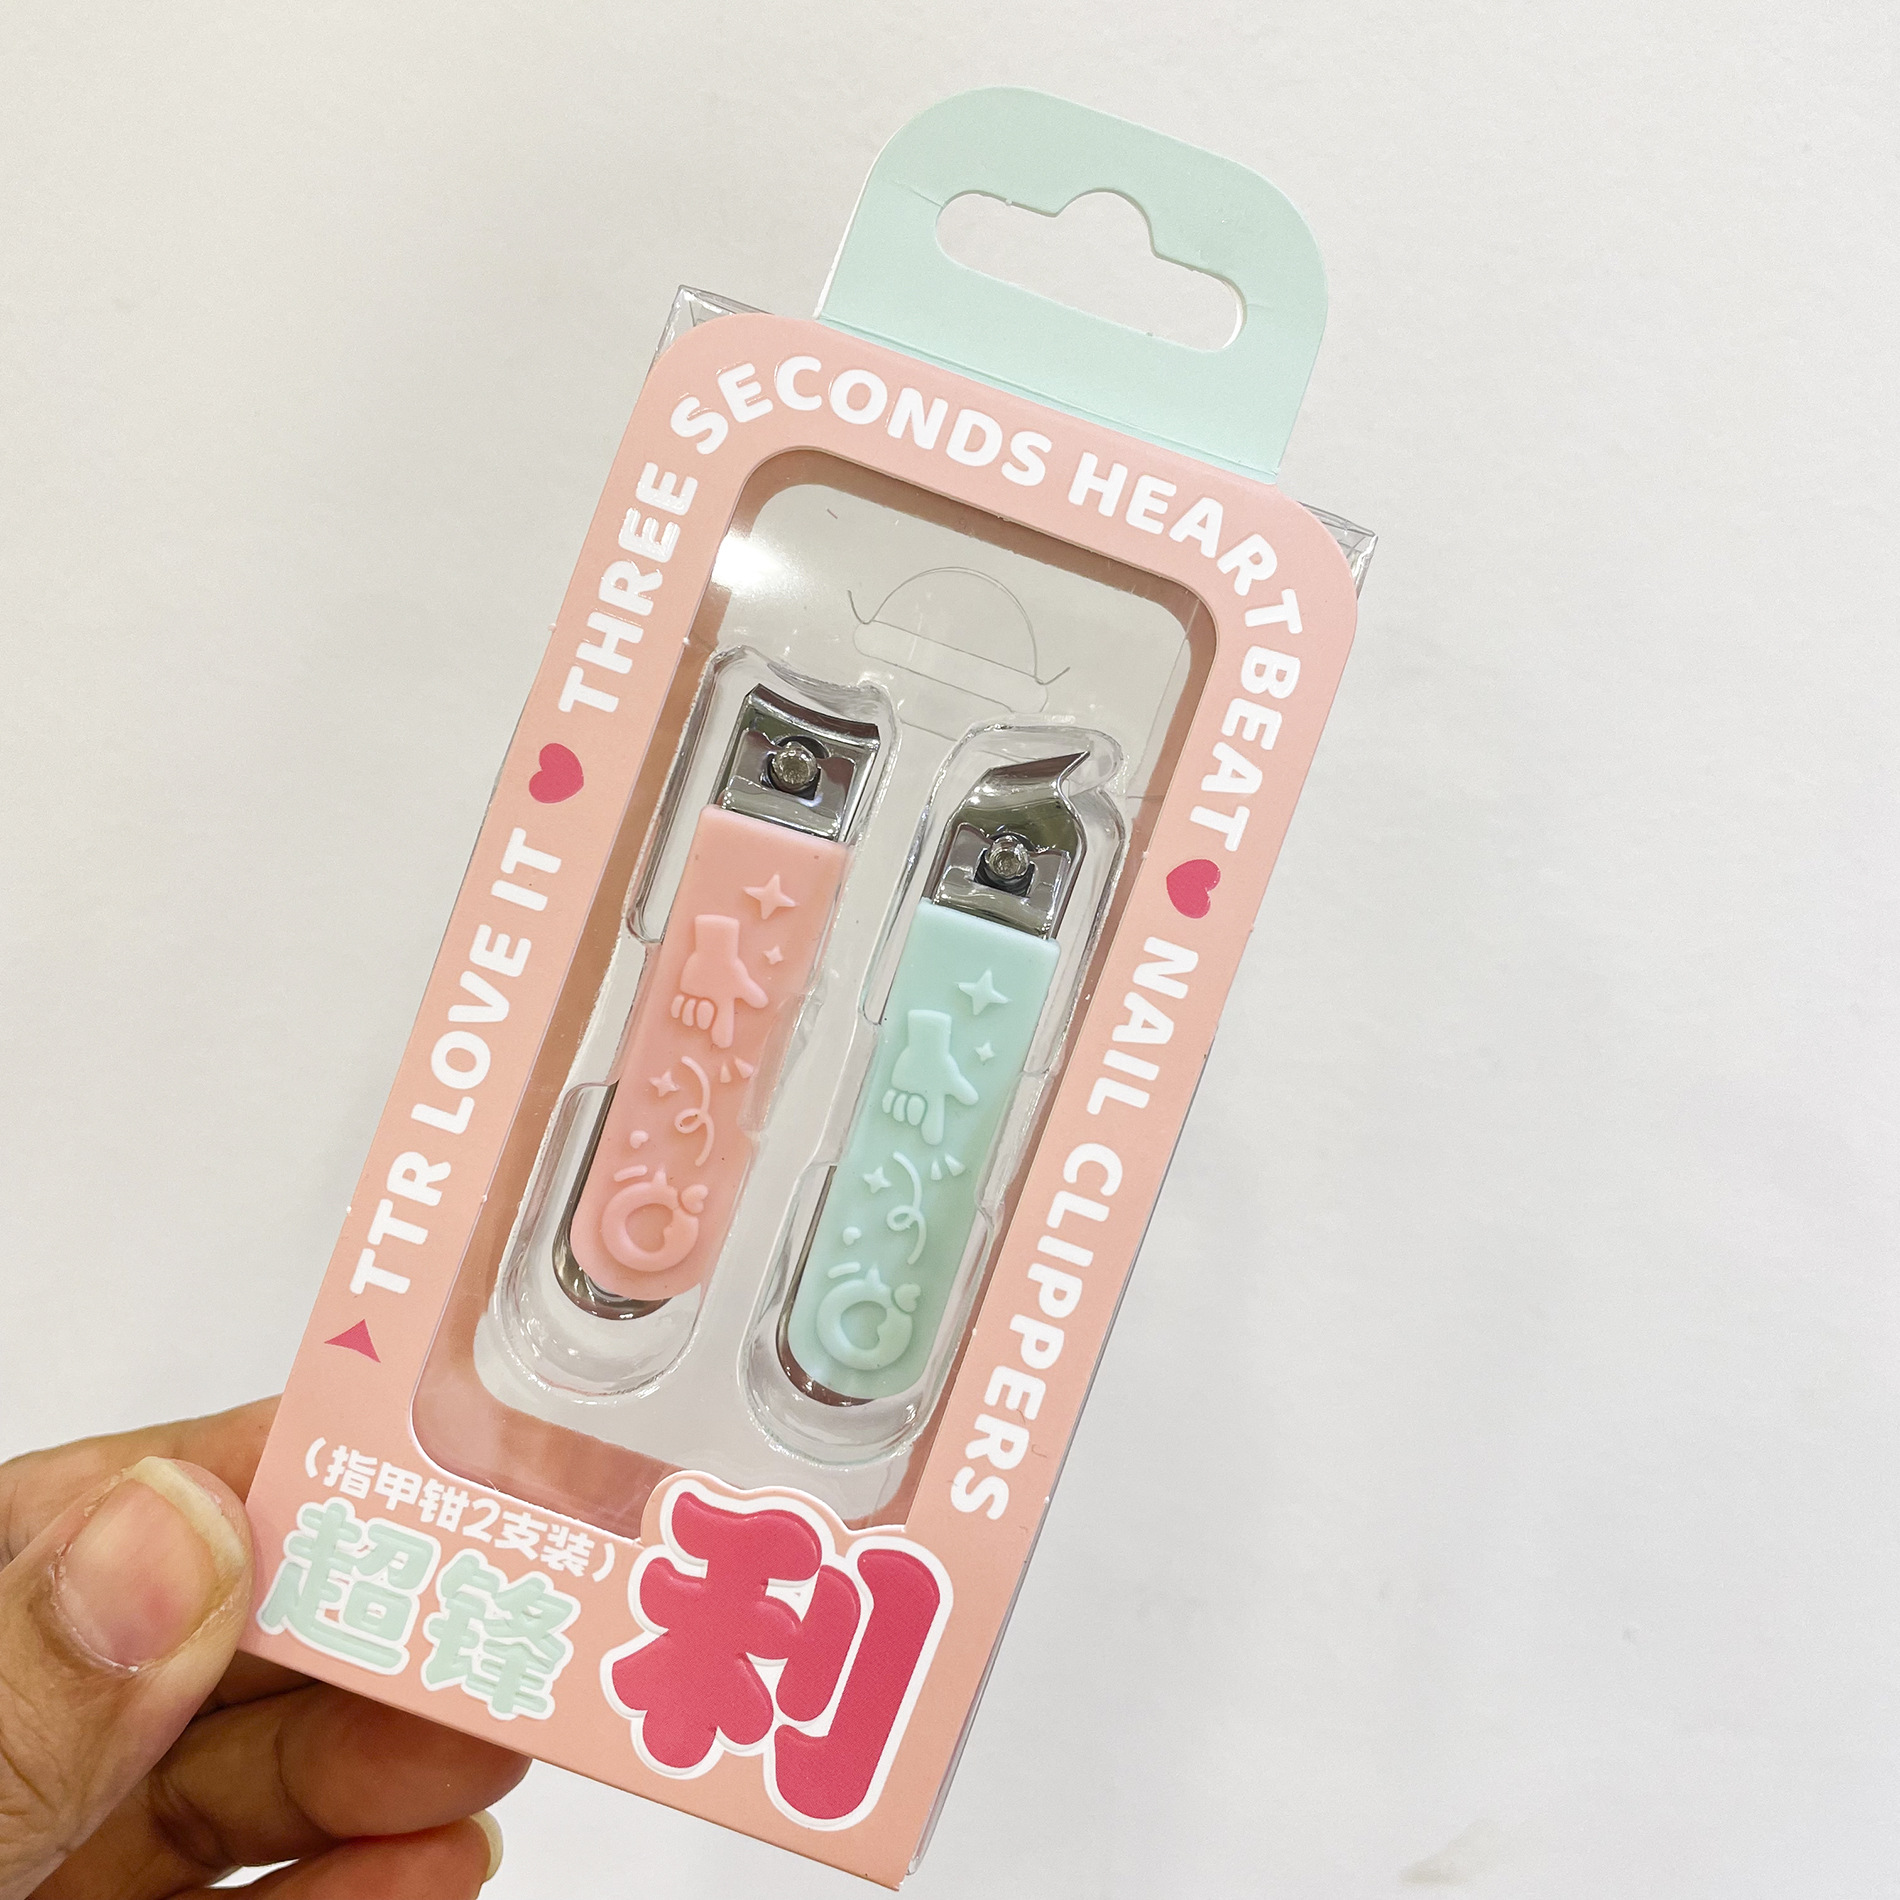 TTR LOVE IT ♥ THREE SECONDS HEARTBEAT ♥ NAIL CLIPPERS
(指甲钳2支装)
超锋利